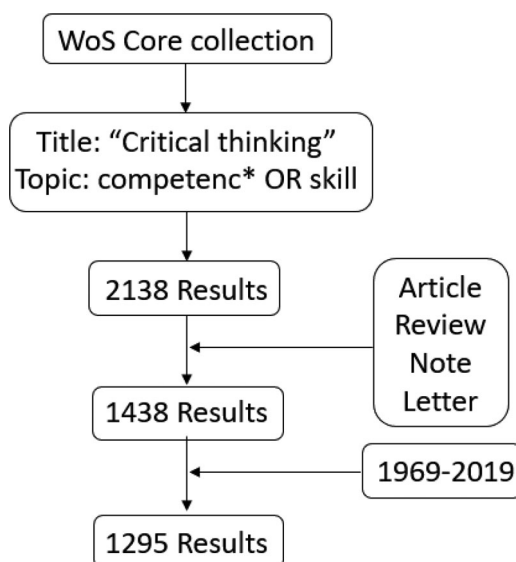 WoS Core collection
Title: “Critical thinking”
Topic: competenc* OR skill
2138 Results
Article
Review
Note
Letter
1438 Results
1969-2019
1295 Results